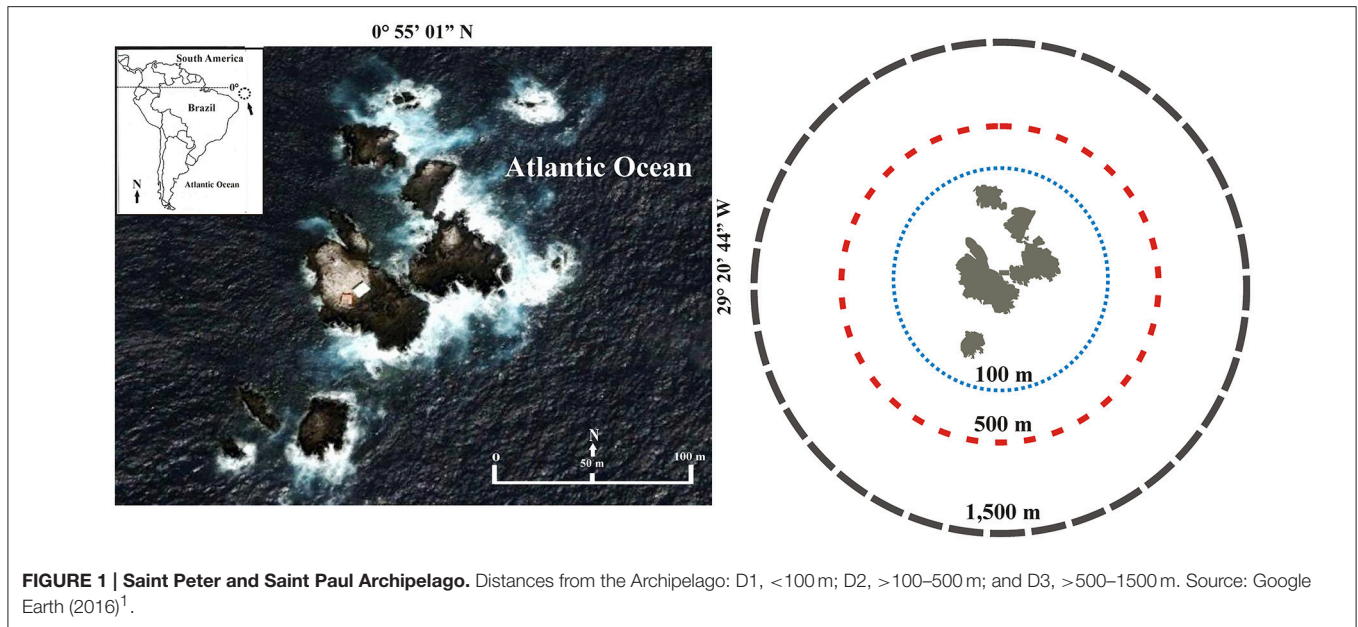 0° 55' 01” N
South America
0°
Brazil
N
Atlantic Ocean
Atlantic Ocean
29° 20' 44” W
N
0
50 m
100 m
100 m
500 m
1,500 m
FIGURE 1 | Saint Peter and Saint Paul Archipelago. Distances from the Archipelago: D1, <100 m; D2, >100–500 m; and D3, >500–1500 m. Source: Google
Earth (2016)1.